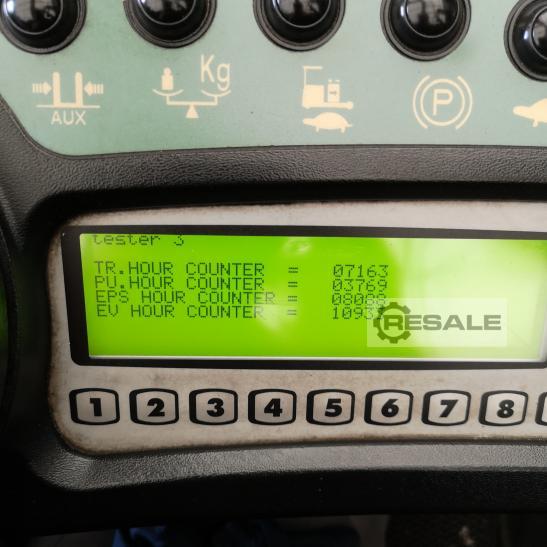 AUX
Kg
P
tester 3
TR.HOUR COUNTER = 07163
PU.HOUR COUNTER = 03769
EPS HOUR COUNTER = 08088
EV HOUR COUNTER =
RESALE
1 2 3 4 5 6 7 8